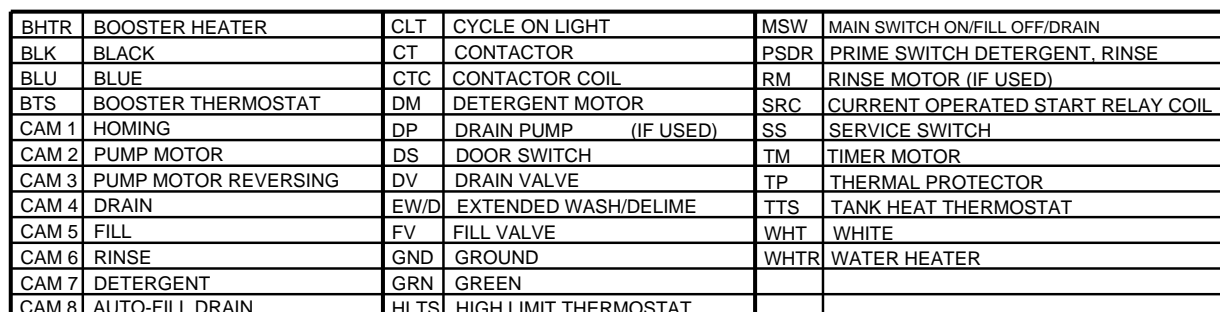 BHTR BOOSTER HEATER CLT CYCLE ON LIGHT MSW MAIN SWITCH ON/FILL OFF/DRAIN
BLK BLACK CT CONTACTOR PSDR PRIME SWITCH DETERGENT, RINSE
BLU BLUE CTC CONTACTOR COIL RM RINSE MOTOR (IF USED)
BTS BOOSTER THERMOSTAT DM DETERGENT MOTOR SRC CURRENT OPERATED START RELAY COIL
CAM 1 HOMING DP DRAIN PUMP (IF USED) SS SERVICE SWITCH
CAM 2 PUMP MOTOR DS DOOR SWITCH TM TIMER MOTOR
CAM 3 PUMP MOTOR REVERSING DV DRAIN VALVE TP THERMAL PROTECTOR
CAM 4 DRAIN EW/D EXTENDED WASH/DELIME TTS TANK HEAT THERMOSTAT
CAM 5 FILL FV FILL VALVE WHT WHITE
CAM 6 RINSE GND GROUND WHTR WATER HEATER
CAM 7 DETERGENT GRN GREEN
CAM 8 AUTO-FILL DRAIN HLTS HIGH LIMIT THERMOSTAT